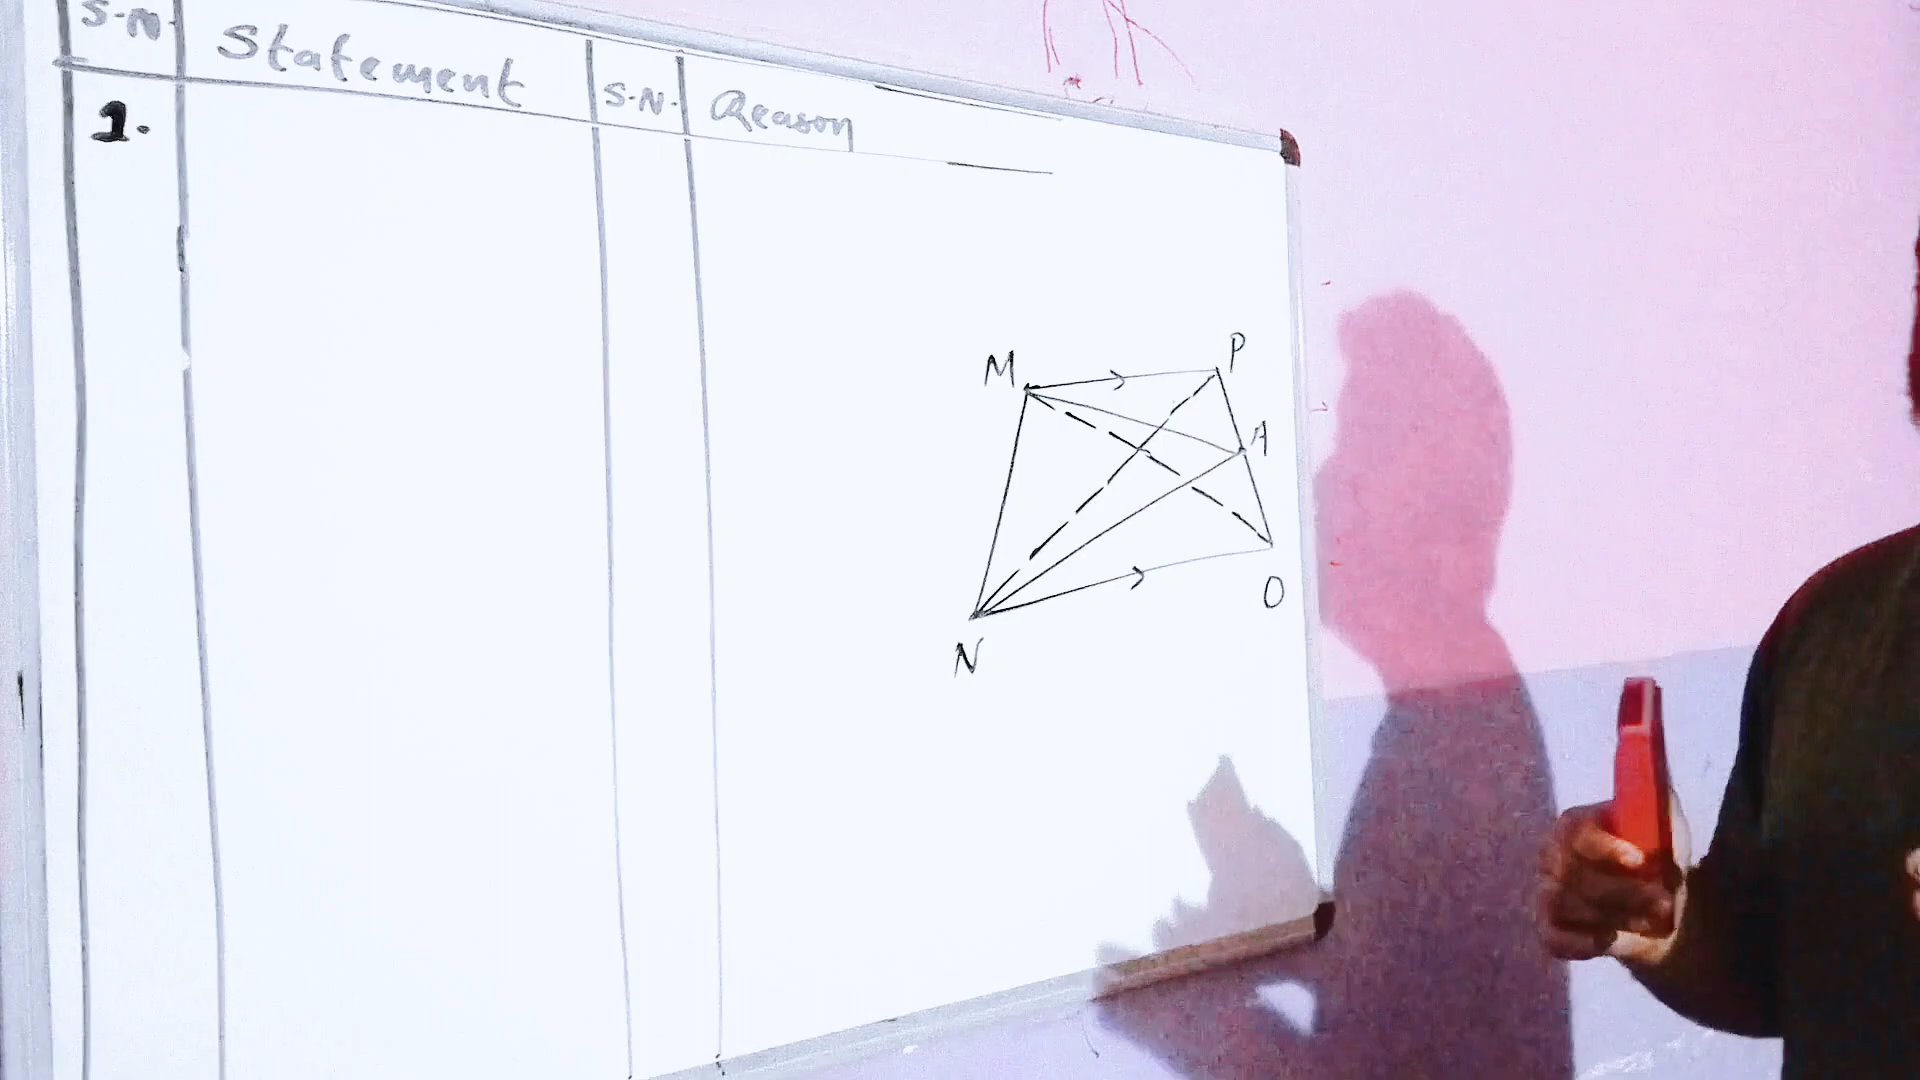 S.N. Statement S.N. Reason
1.
M P
A
O
N